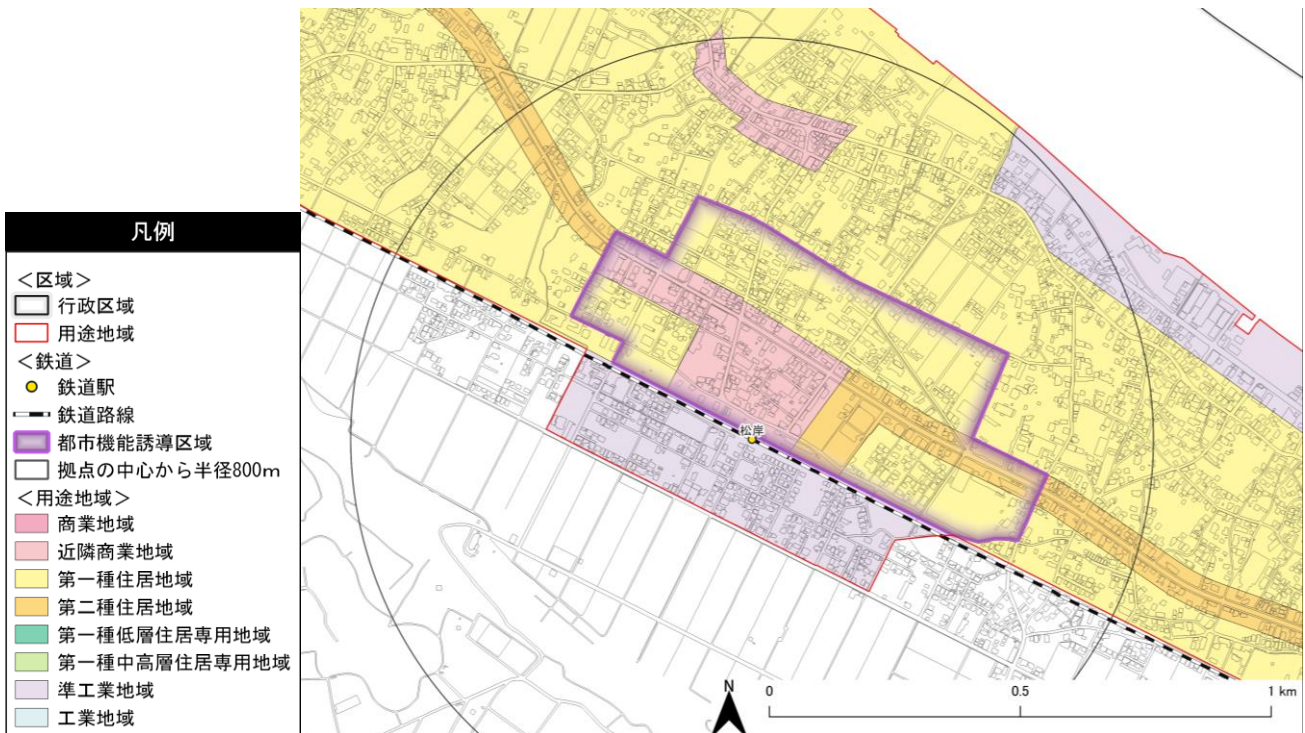 凡例
<区域>
行政区域
用途地域
<鉄道>
鉄道駅
鉄道路線
都市機能誘導区域
拠点の中心から半径800m
<用途地域>
商業地域
近隣商業地域
第一種住居地域
第二種住居地域
第一種低層住居専用地域
第一種中高層住居専用地域
準工業地域
工業地域
松岸
N
0 0.5 1 km